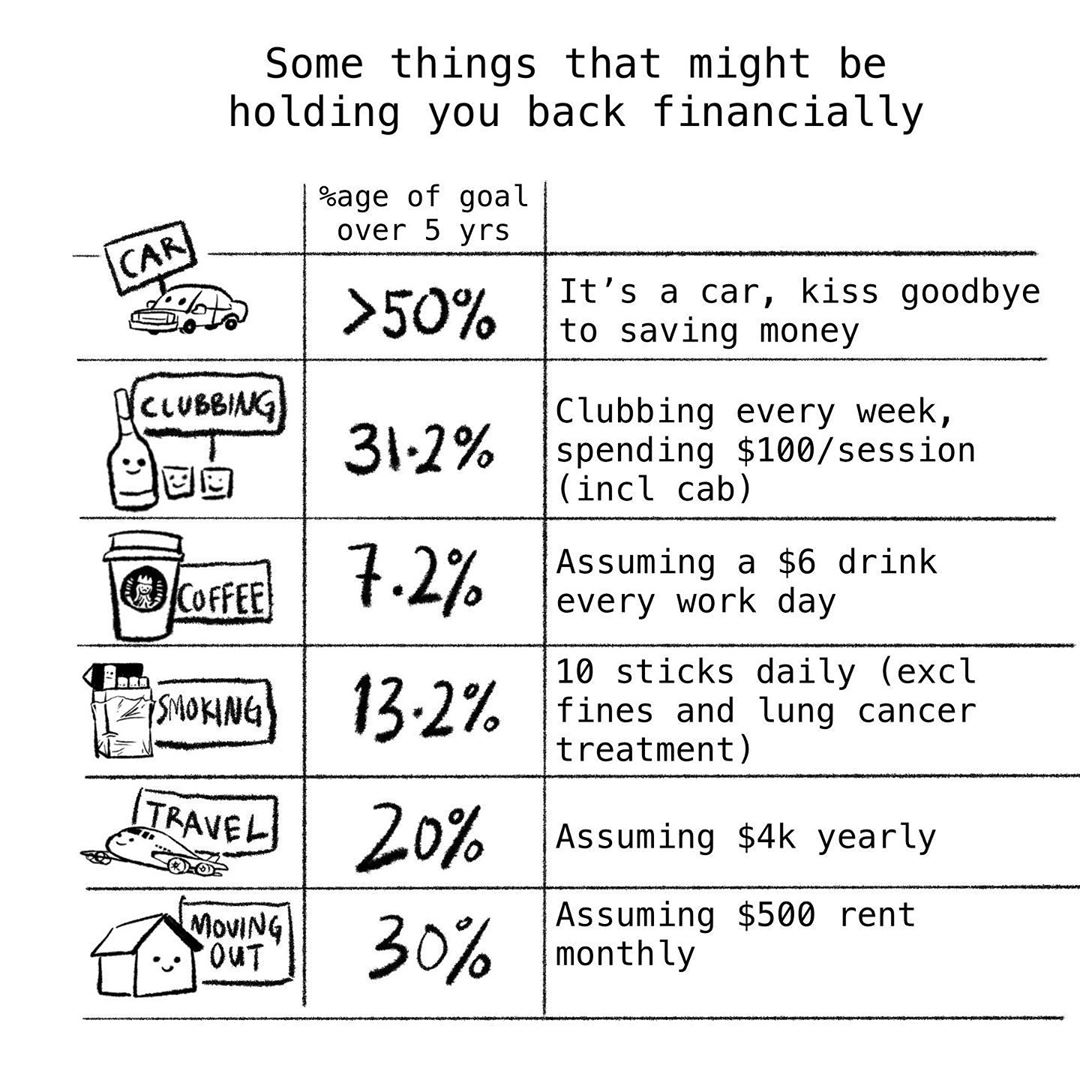 Some things that might be
holding you back financially
%age of goal
over 5 yrs
CAR
>50%
It’s a car, kiss goodbye
to saving money
CLUBBING
31.2%
Clubbing every week,
spending $100/session
(incl cab)
COFFEE
7.2%
Assuming a $6 drink
every work day
SMOKING
13.2%
10 sticks daily (excl
fines and lung cancer
treatment)
TRAVEL
20%
Assuming $4k yearly
MOVING
OUT
30%
Assuming $500 rent
monthly